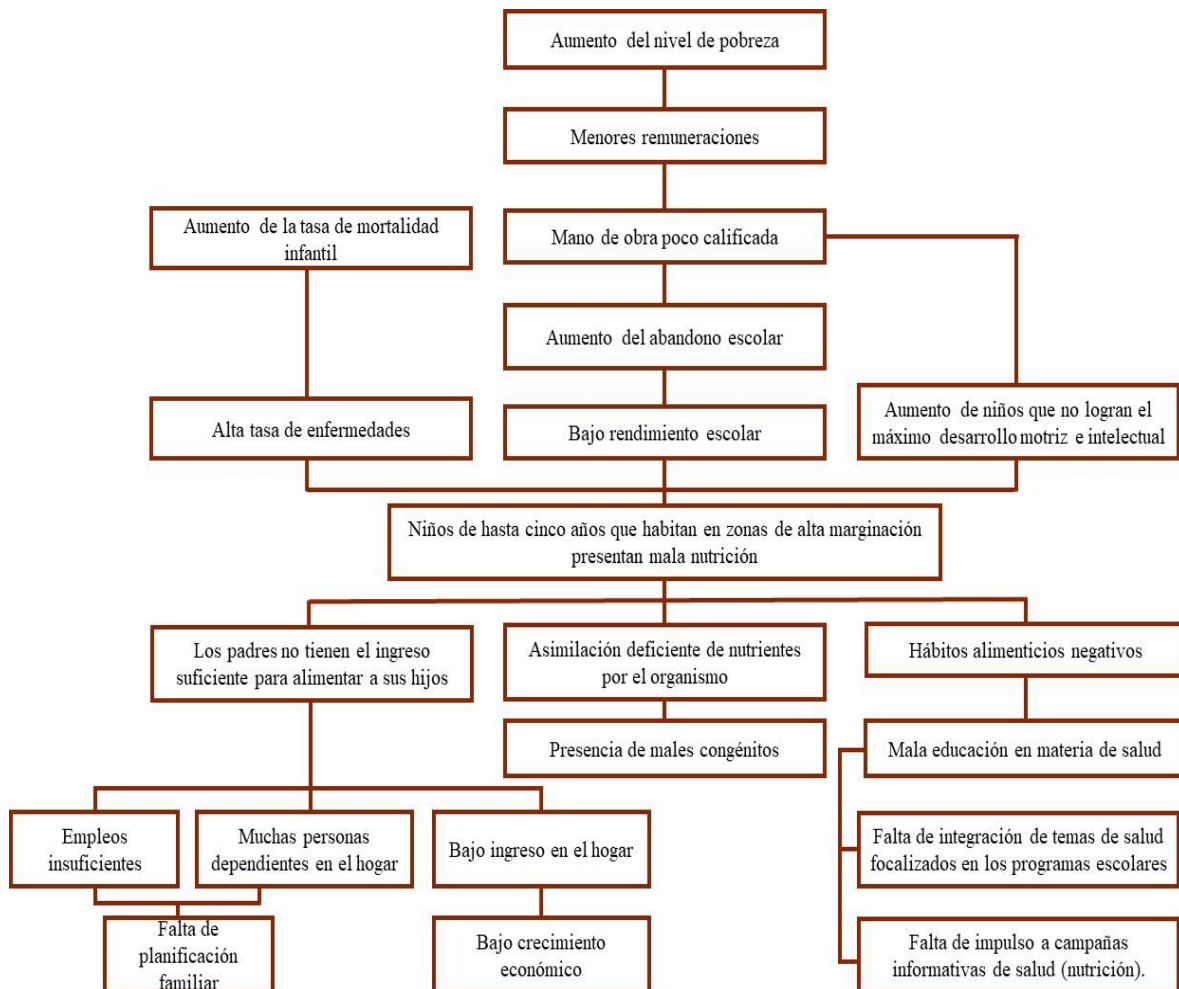 Aumento del nivel de pobreza
Menores remuneraciones
Aumento de la tasa de mortalidad
infantil
Mano de obra poco calificada
Aumento del abandono escolar
Alta tasa de enfermedades
Bajo rendimiento escolar
Aumento de niños que no logran el
máximo desarrollo motriz e intelectual
Niños de hasta cinco años que habitan en zonas de alta marginación
presentan mala nutrición
Los padres no tienen el ingreso
suficiente para alimentar a sus hijos
Asimilación deficiente de nutrientes
por el organismo
Hábitos alimenticios negativos
Presencia de males congénitos
Mala educación en materia de salud
Empleos
insuficientes
Muchas personas
dependientes en el hogar
Bajo ingreso en el hogar
Falta de integración de temas de salud
focalizados en los programas escolares
Falta de
planificación
familiar
Bajo crecimiento
económico
Falta de impulso a campañas
informativas de salud (nutrición).